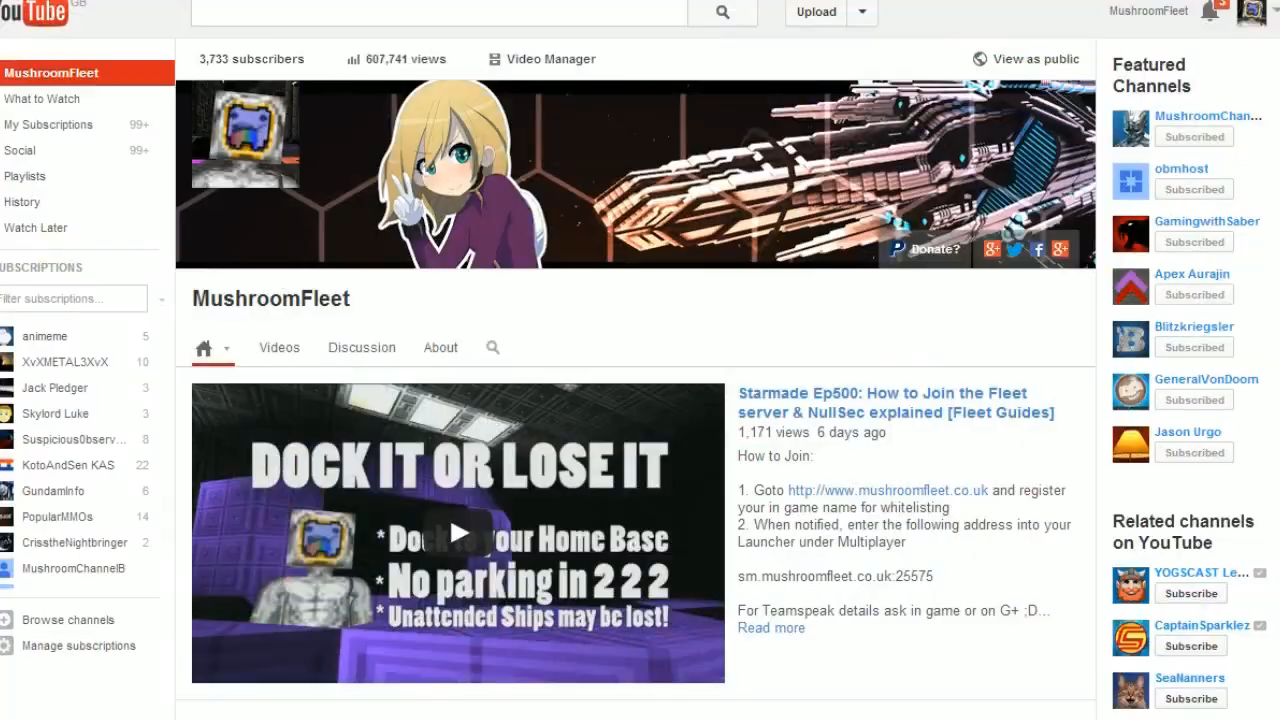 YouTube GB
Upload
MushroomFleet
3
MushroomFleet
What to Watch
My Subscriptions 99+
Social 99+
Playlists
History
Watch Later
UBSCRIPTIONS
Filter subscriptions...
animeme 5
XvXMETAL3XvX 10
Jack Pledger 3
Skylord Luke 3
Suspicious0bserv... 8
KotoAndSen KAS 22
GundamInfo 6
PopularMMOs 14
CrisstheNightbringer 2
MushroomChannelB
Browse channels
Manage subscriptions
3,733 subscribers
607,741 views
Video Manager
View as public
Donate?
MushroomFleet
Videos
Discussion
About
DOCK IT OR LOSE IT
* Dock to your Home Base
* No parking in 2 2 2
* Unattended Ships may be lost!
Starmade Ep500: How to Join the Fleet
server & NullSec explained [Fleet Guides]
1,171 views 6 days ago
How to Join:
1. Goto http://www.mushroomfleet.co.uk and register
your in game name for whitelisting
2. When notified, enter the following address into your
Launcher under Multiplayer
sm.mushroomfleet.co.uk:25575
For Teamspeak details ask in game or on G+ ;D...
Read more
Featured
Channels
MushroomChan...
Subscribed
obmhost
Subscribed
GamingwithSaber
Subscribed
Apex Aurajin
Subscribed
Blitzkriegsler
Subscribed
GeneralVonDoom
Subscribed
Jason Urgo
Subscribed
Related channels
on YouTube
YOGSCAST Le...
Subscribe
CaptainSparklez
Subscribe
SeaNanners
Subscribe